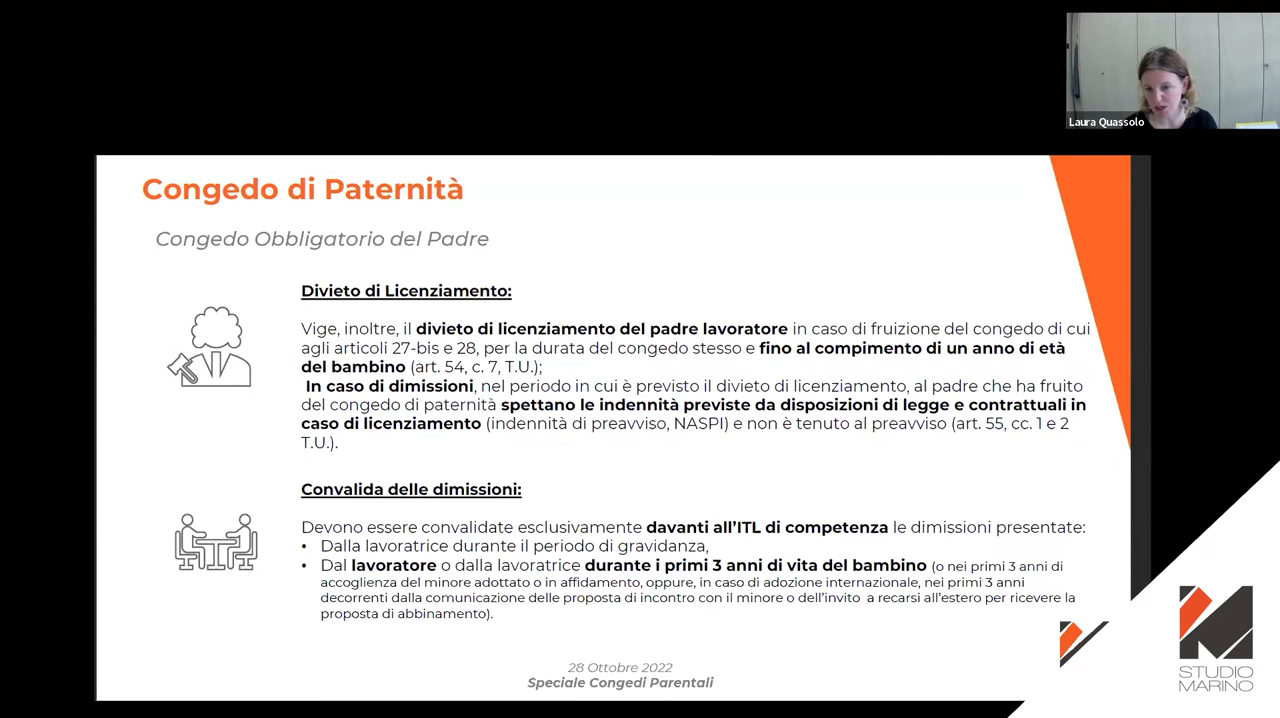 Laura Quassolo
Congedo di Paternità
Congedo Obbligatorio del Padre
Divieto di Licenziamento:
Vige, inoltre, il divieto di licenziamento del padre lavoratore in caso di fruizione del congedo di cui
agli articoli 27-bis e 28, per la durata del congedo stesso e fino al compimento di un anno di età
del bambino (art. 54, c. 7, T.U.);
In caso di dimissioni, nel periodo in cui è previsto il divieto di licenziamento, al padre che ha fruito
del congedo di paternità spettano le indennità previste da disposizioni di legge e contrattuali in
caso di licenziamento (indennità di preavviso, NASPI) e non è tenuto al preavviso (art. 55, cc. 1 e 2
T.U.).
Convalida delle dimissioni:
Devono essere convalidate esclusivamente davanti all'ITL di competenza le dimissioni presentate:
• Dalla lavoratrice durante il periodo di gravidanza,
• Dal lavoratore o dalla lavoratrice durante i primi 3 anni di vita del bambino (o nei primi 3 anni di
accoglienza del minore adottato o in affidamento, oppure, in caso di adozione internazionale, nei primi 3 anni
decorrenti dalla comunicazione delle proposta di incontro con il minore o dell'invito a recarsi all'estero per ricevere la
proposta di abbinamento).
28 Ottobre 2022
Speciale Congedi Parentali
STUDIO
MARINO